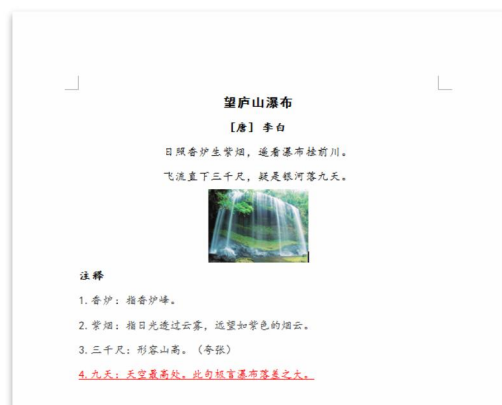 望庐山瀑布
［唐］ 李白
日照香炉生紫烟，遥看瀑布挂前川。
飞流直下三千尺，疑是银河落九天。
注释
1.香炉：指香炉峰。
2.紫烟：指日光透过云雾，远望如紫色的烟云。
3.三千尺：形容山高。（夸张）
4.九天：天空最高处。此句极言瀑布落差之大。